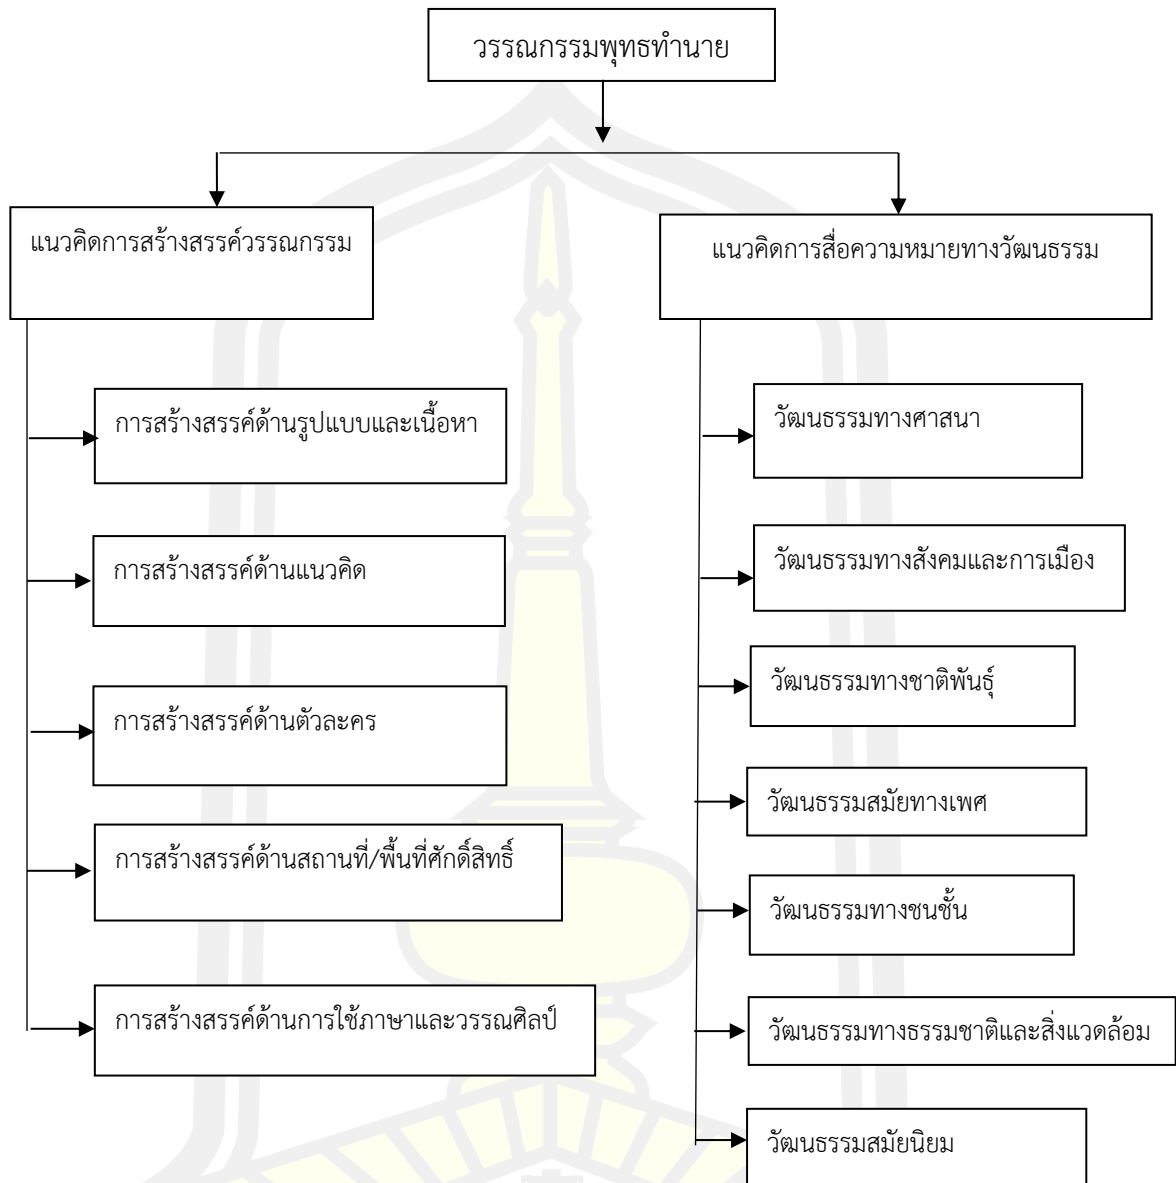 วรรณกรรมพุทธทำนาย
แนวคิดการสร้างสรรค์วรรณกรรม
แนวคิดการสื่อความหมายทางวัฒนธรรม
การสร้างสรรค์ด้านรูปแบบและเนื้อหา
การสร้างสรรค์ด้านแนวคิด
การสร้างสรรค์ด้านตัวละคร
การสร้างสรรค์ด้านสถานที่/พื้นที่ศักดิ์สิทธิ์
การสร้างสรรค์ด้านการใช้ภาษาและวรรณศิลป์
วัฒนธรรมทางศาสนา
วัฒนธรรมทางสังคมและการเมือง
วัฒนธรรมทางชาติพันธุ์
วัฒนธรรมสมัยทางเพศ
วัฒนธรรมทางชนชั้น
วัฒนธรรมทางธรรมชาติและสิ่งแวดล้อม
วัฒนธรรมสมัยนิยม